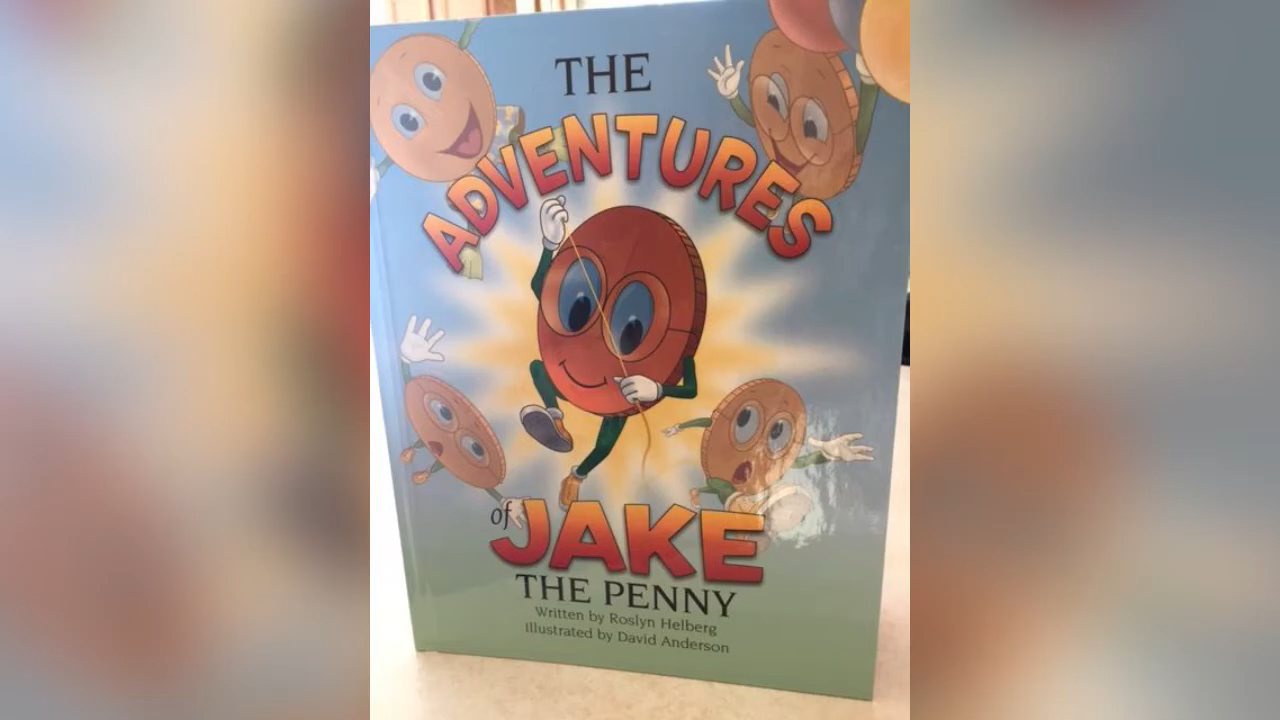 THE
ADVENTURES
of JAKE
THE PENNY
Written by Roslyn Helberg
Illustrated by David Anderson